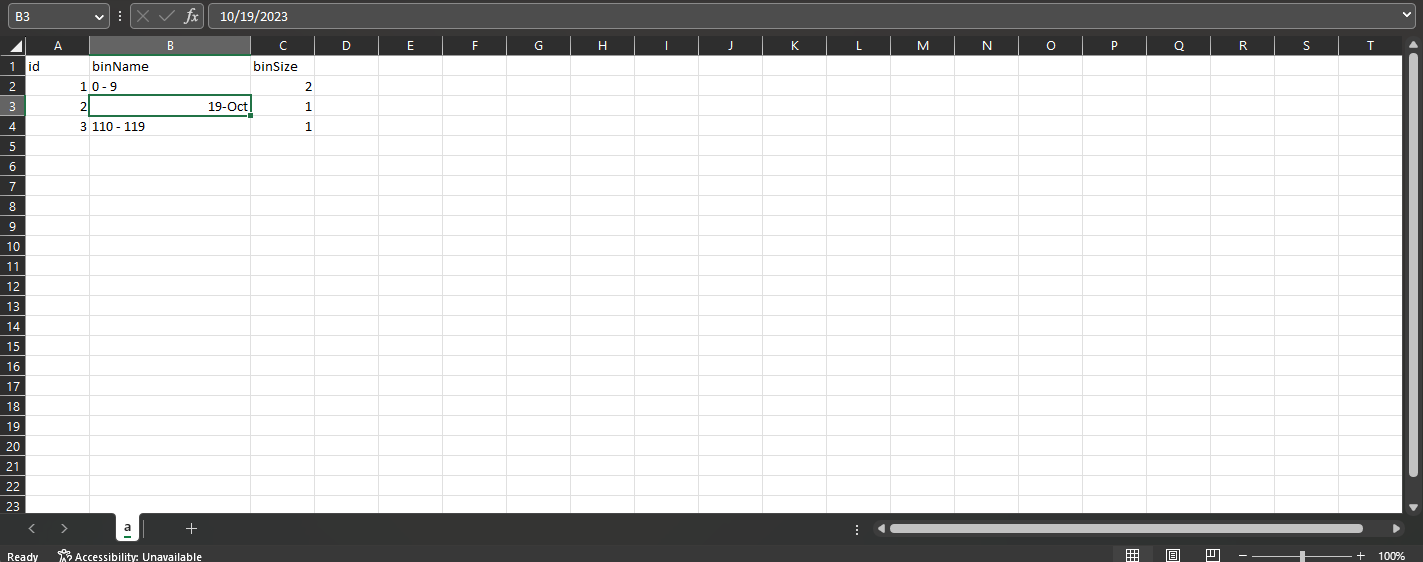 B3 fx 10/19/2023
A B C D E F G H I J K L M N O P Q R S T
1 id binName binSize
2 1 0 - 9 2
3 2 19-Oct 1
4 3 110 - 119 1
5
6
7
8
9
10
11
12
13
14
15
16
17
18
19
20
21
22
23
a
Ready Accessibility: Unavailable 100%